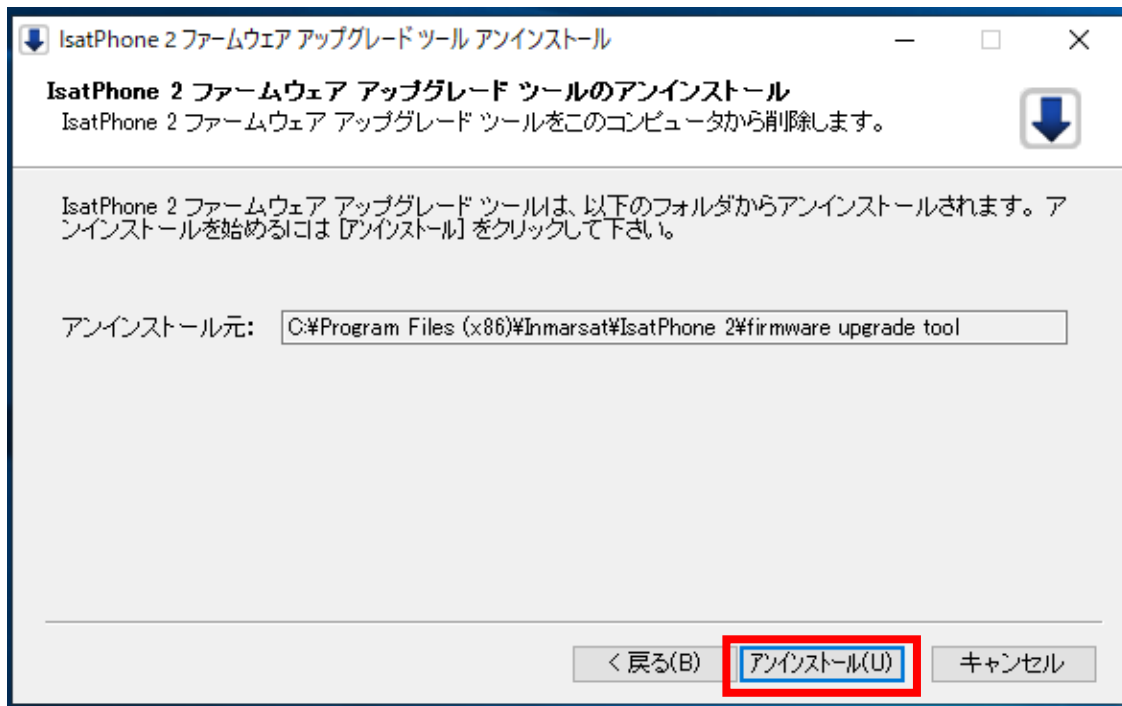 IsatPhone 2 ファームウェア アップグレード ツール アンインストール
IsatPhone 2 ファームウェア アップグレード ツールのアンインストール
IsatPhone 2 ファームウェア アップグレード ツールをこのコンピュータから削除します。
IsatPhone 2 ファームウェア アップグレード ツールは、以下のフォルダからアンインストールされます。ア
ンインストールを始めるには [アンインストール] をクリックして下さい。
アンインストール元: C:¥Program Files (x86)¥Inmarsat¥IsatPhone 2¥firmware upgrade tool
< 戻る(B) アンインストール(U) キャンセル